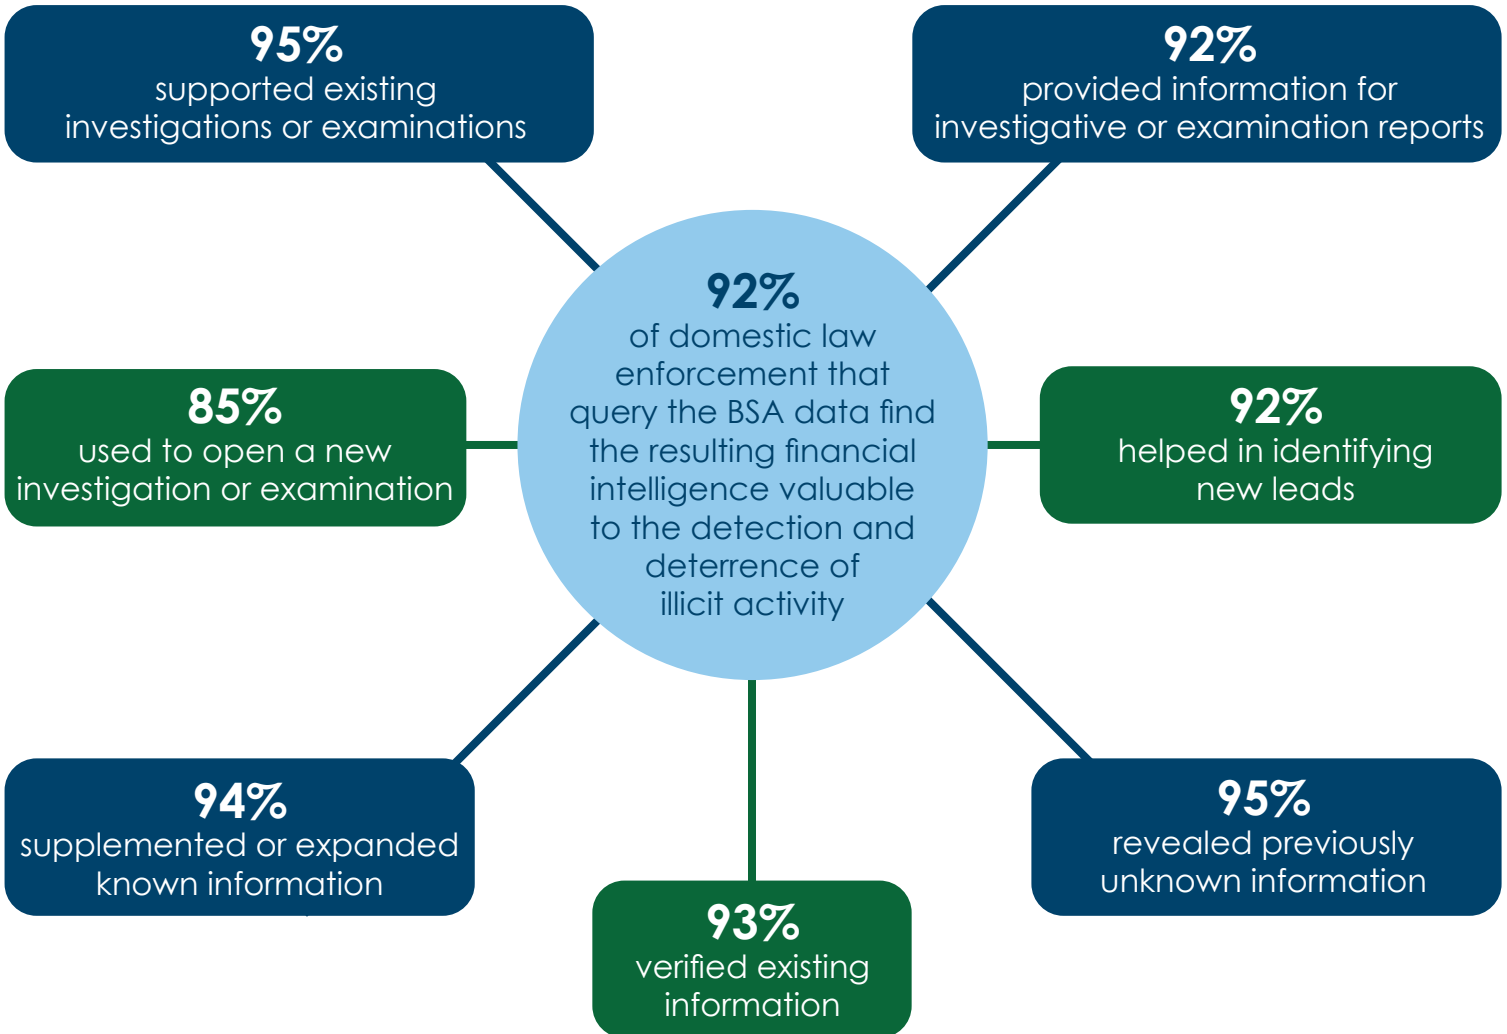 95%
supported existing
investigations or examinations
92%
provided information for
investigative or examination reports
92%
of domestic law
enforcement that
query the BSA data find
the resulting financial
intelligence valuable
to the detection and
deterrence of
illicit activity
85%
used to open a new
investigation or examination
92%
helped in identifying
new leads
94%
supplemented or expanded
known information
95%
revealed previously
unknown information
93%
verified existing
information